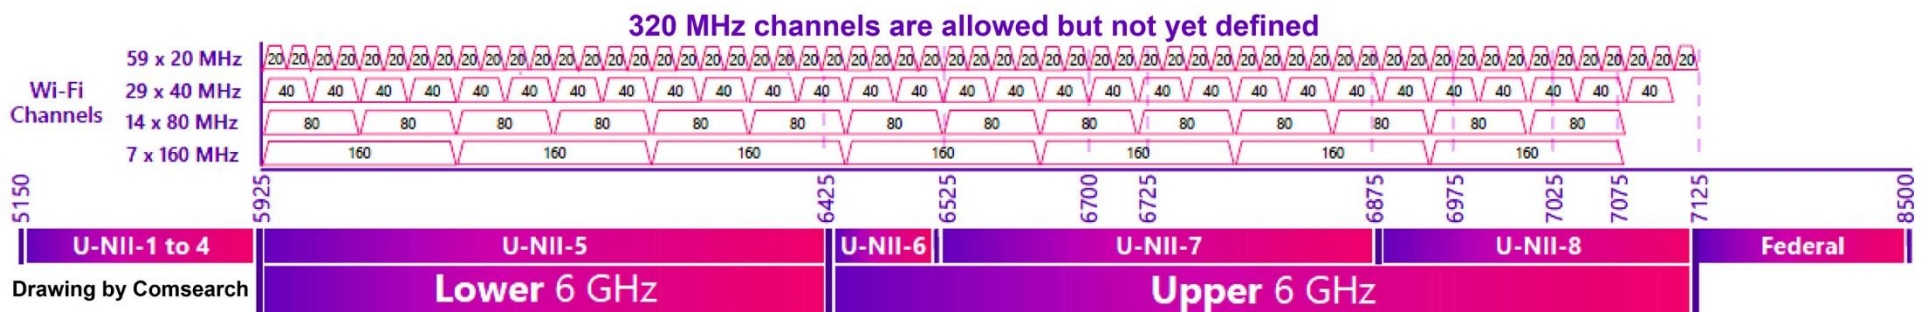 320 MHz channels are allowed but not yet defined
59 x 20 MHz 20 20 20 20 20 20 20 20 20 20 20 20 20 20 20 20 20 20 20 20 20 20 20 20 20 20 20 20 20 20 20 20 20 20 20 20 20 20 20 20 20 20 20 20 20 20 20 20 20 20 20 20 20 20 20 20 20 20 20
Wi-Fi
Channels
29 x 40 MHz 40 40 40 40 40 40 40 40 40 40 40 40 40 40 40 40 40 40 40 40 40 40 40 40 40 40 40 40 40
14 x 80 MHz 80 80 80 80 80 80 80 80 80 80 80 80 80 80
7 x 160 MHz 160 160 160 160 160 160 160
5150 5925 6425 6525 6700 6725 6875 6975 7025 7075 7125 8500
U-NII-1 to 4 U-NII-5 U-NII-6 U-NII-7 U-NII-8 Federal
Drawing by Comsearch Lower 6 GHz Upper 6 GHz